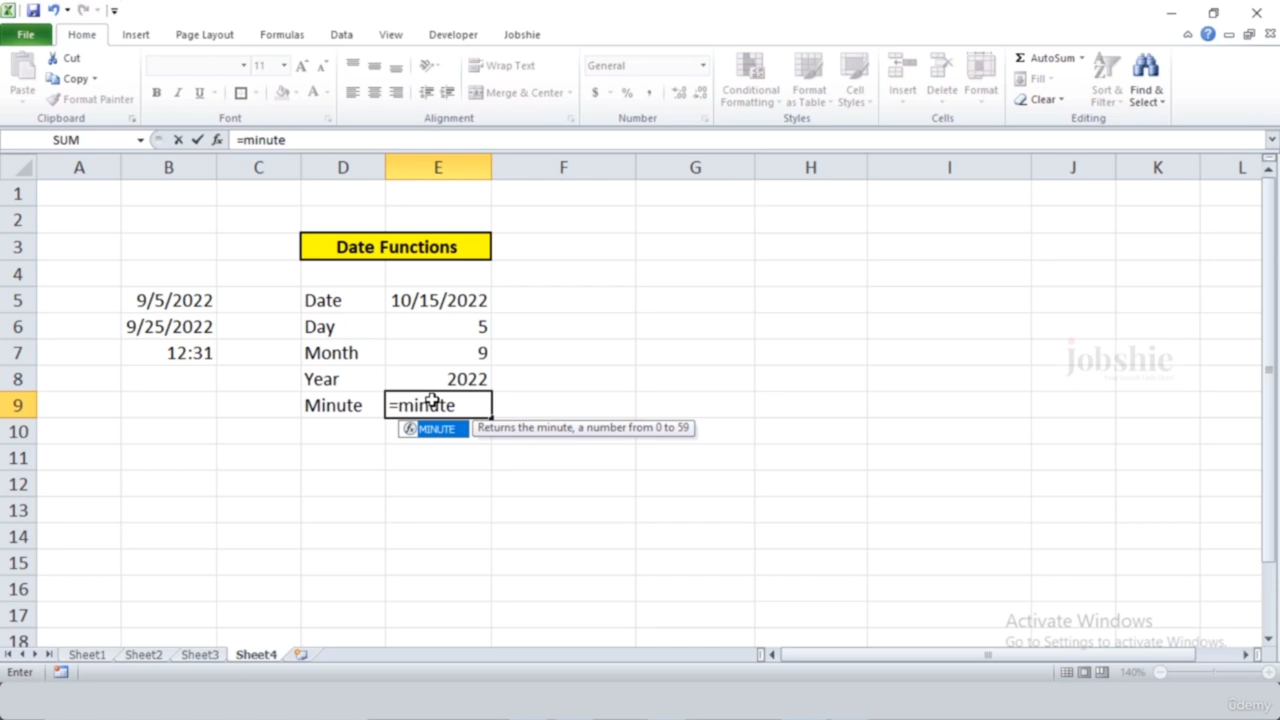 File Home Insert Page Layout Formulas Data View Developer Jobshie
Cut
Copy
Format Painter
Paste
11
Wrap Text
Merge & Center
General
$ % ,
Conditional Formatting
Format as Table
Cell Styles
Insert Delete Format
AutoSum
Fill
Clear
Sort & Filter
Find & Select
Clipboard Font Alignment Number Styles Cells Editing
SUM fx =minute
A B C D E F G H I J K L
1
2
3 Date Functions
4
5 9/5/2022 Date 10/15/2022
6 9/25/2022 Day 5
7 12:31 Month 9
jobshie
8 Year 2022
9 Minute =minute
MINUTE Returns the minute, a number from 0 to 59
10
11
12
13
14
15
16
17
Activate Windows
18
Go to Settings to activate Windows.
Sheet1 Sheet2 Sheet3 Sheet4
Enter 140%
ûdemy